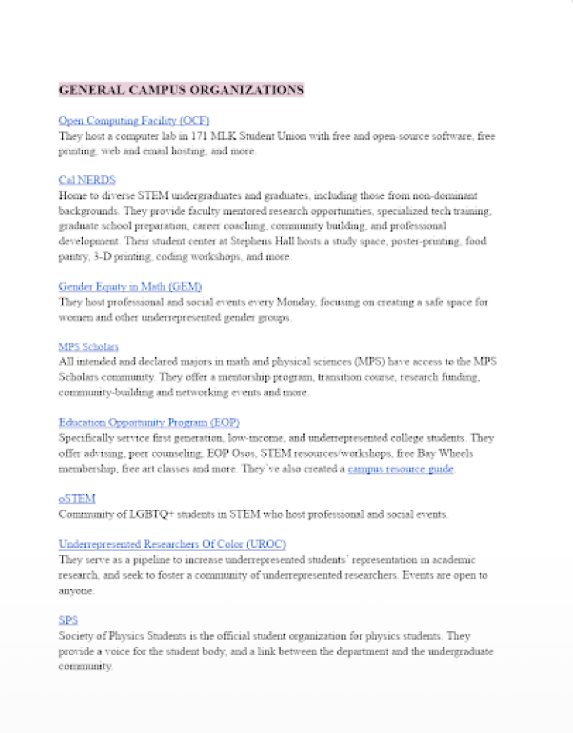 GENERAL CAMPUS ORGANIZATIONS
Open Computing Facility (OCF)
They host a computer lab in 171 MLK Student Union with free and open-source software, free
printing, web and email hosting, and more.
Cal NERDS
Home to diverse STEM undergraduates and graduates, including those from non-dominant
backgrounds. They provide faculty mentored research opportunities, specialized tech training,
graduate school preparation, career coaching, community building, and professional
development. Their student center at Stephens Hall hosts a study space, poster-printing, food
pantry, 3-D printing, coding workshops, and more.
Gender Equity in Math (GEM)
They host professional and social events every Monday, focusing on creating a safe space for
women and other underrepresented gender groups.
MPS Scholars
All intended and declared majors in math and physical sciences (MPS) have access to the MPS
Scholars community. They offer a mentorship program, transition course, research funding,
community-building and networking events and more.
Education Opportunity Program (EOP)
Specifically service first generation, low-income, and underrepresented college students. They
offer advising, peer counseling, EOP Osos, STEM resources/workshops, free Bay Wheels
membership, free art classes and more. They've also created a campus resource guide.
oSTEM
Community of LGBTQ+ students in STEM who host professional and social events.
Underrepresented Researchers Of Color (UROC)
They serve as a pipeline to increase underrepresented students' representation in academic
research, and seek to foster a community of underrepresented researchers. Events are open to
anyone.
SPS
Society of Physics Students is the official student organization for physics students. They
provide a voice for the student body, and a link between the department and the undergraduate
community.